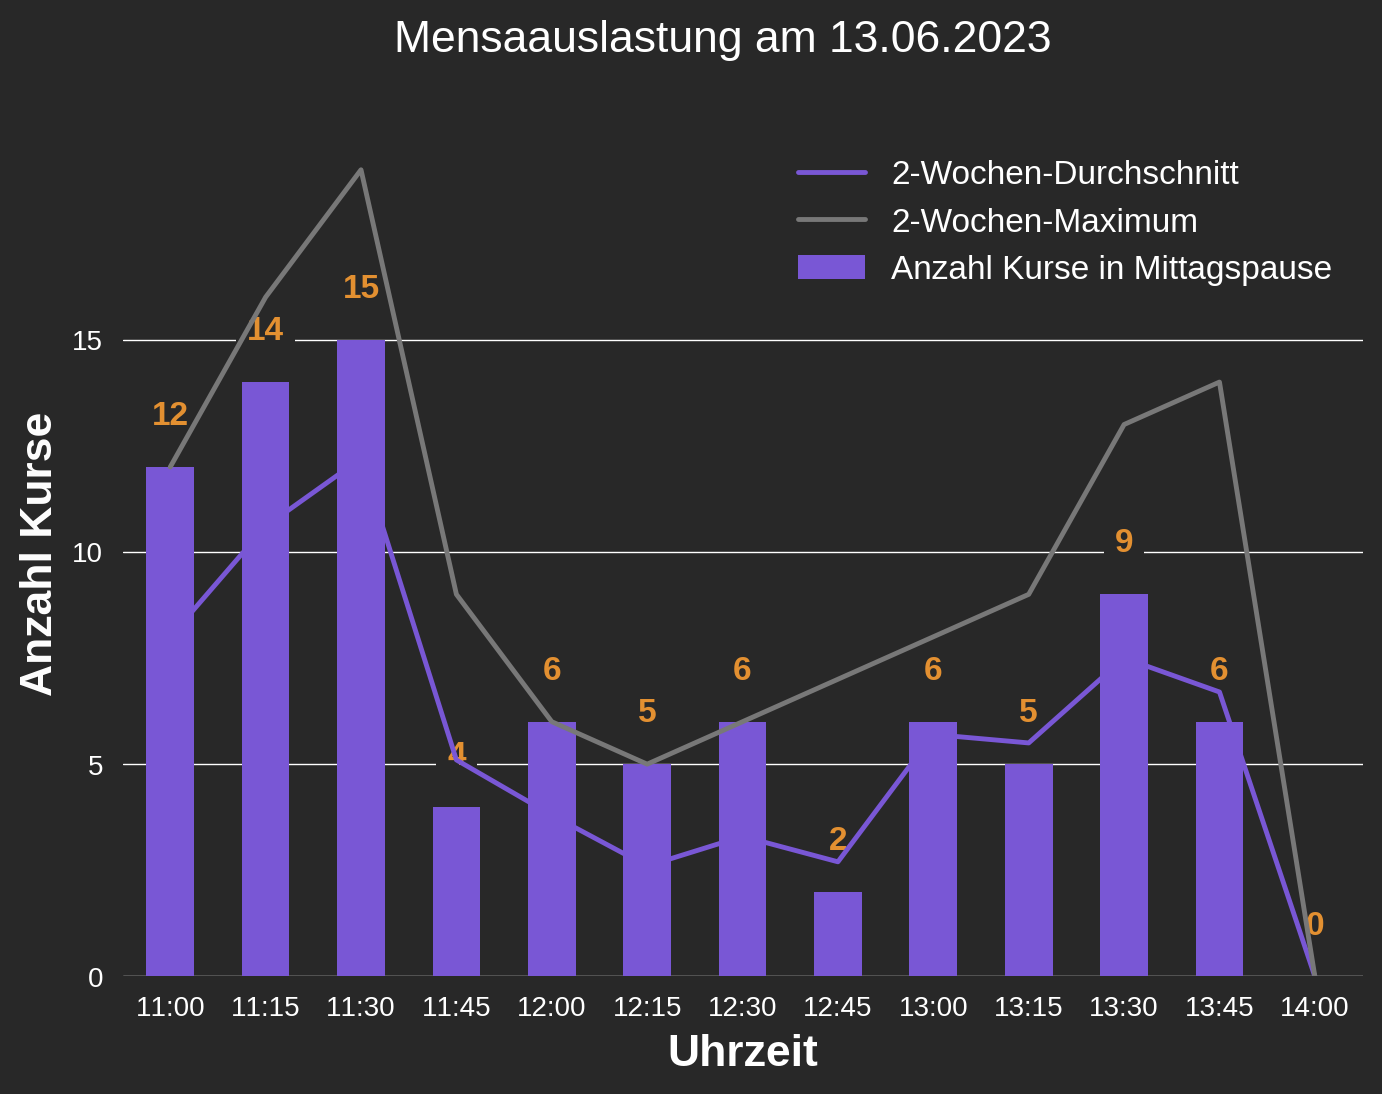 Mensaauslastung am 13.06.2023
2-Wochen-Durchschnitt
2-Wochen-Maximum
Anzahl Kurse in Mittagspause
Anzahl Kurse
15
10
5
0
12
14
15
4
6
5
6
2
6
5
9
6
0
11:00 11:15 11:30 11:45 12:00 12:15 12:30 12:45 13:00 13:15 13:30 13:45 14:00
Uhrzeit